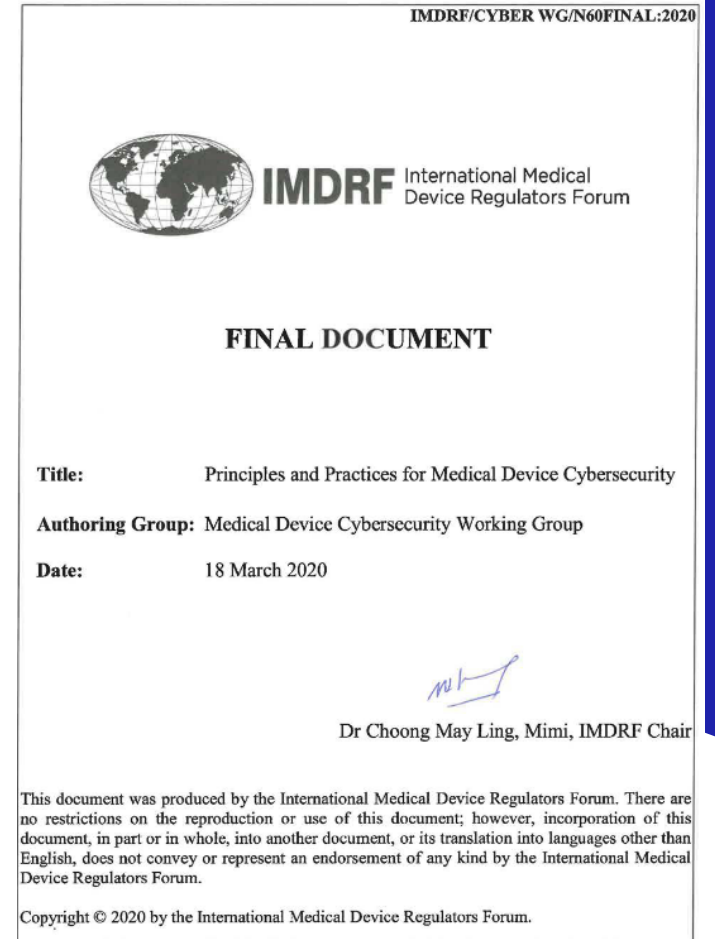 IMDRF/CYBER WG/N60FINAL:2020
IMDRF International Medical
Device Regulators Forum
FINAL DOCUMENT
Title: Principles and Practices for Medical Device Cybersecurity
Authoring Group: Medical Device Cybersecurity Working Group
Date: 18 March 2020
Dr Choong May Ling, Mimi, IMDRF Chair
This document was produced by the International Medical Device Regulators Forum. There are
no restrictions on the reproduction or use of this document; however, incorporation of this
document, in part or in whole, into another document, or its translation into languages other than
English, does not convey or represent an endorsement of any kind by the International Medical
Device Regulators Forum.
Copyright © 2020 by the International Medical Device Regulators Forum.